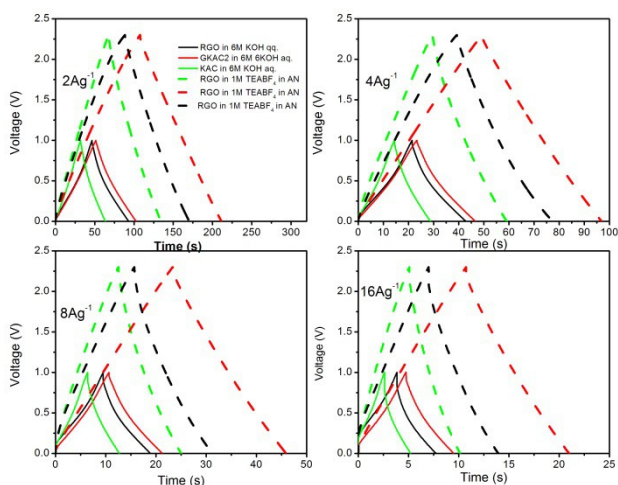 2.5
2.0
1.5
1.0
0.5
0.0
Voltage (V)
2Ag⁻¹
RGO in 6M KOH qq.
GKAC2 in 6M 6KOH aq.
KAC in 6M KOH aq.
RGO in 1M TEABF₄ in AN
RGO in 1M TEABF₄ in AN
RGO in 1M TEABF₄ in AN
0 50 100 150 200 250 300
Time (s)
2.5
2.0
1.5
1.0
0.5
0.0
Voltage (V)
4Ag⁻¹
0 10 20 30 40 50 60 70 80 90 100
Time (s)
2.5
2.0
1.5
1.0
0.5
0.0
Voltage (V)
8Ag⁻¹
0 10 20 30 40 50
Time (s)
2.5
2.0
1.5
1.0
0.5
0.0
Voltage (V)
16Ag⁻¹
0 5 10 15 20 25
Time (s)